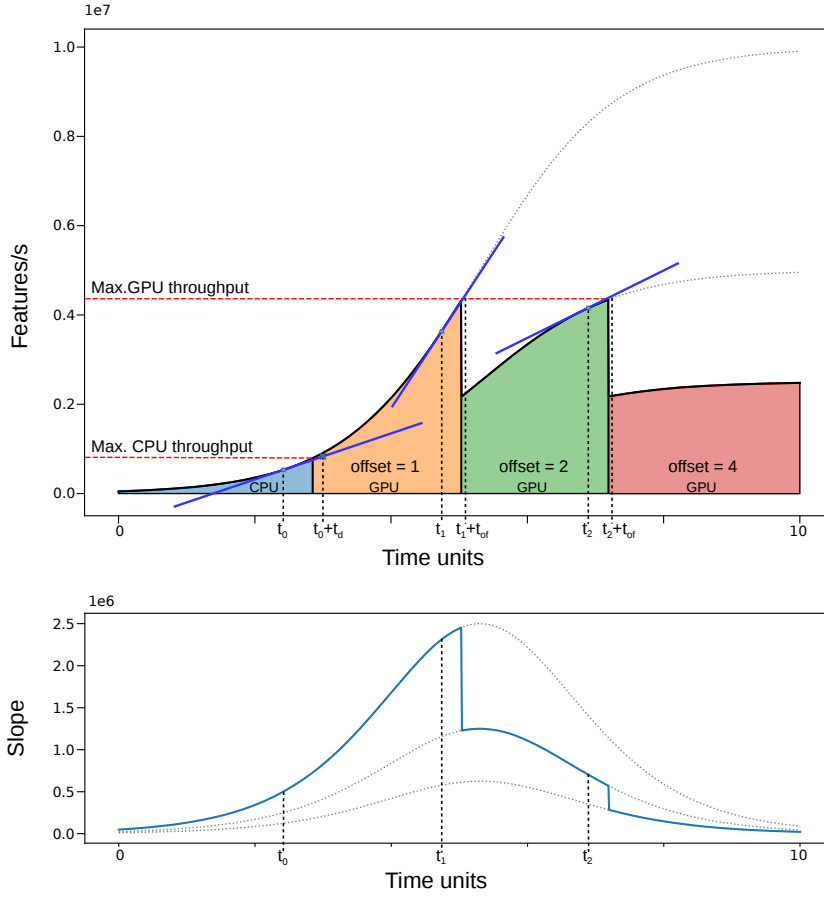 1e7
1.0
0.8
0.6
0.4
0.2
0.0
Features/s
Max.GPU throughput
Max. CPU throughput
offset = 1
offset = 2
offset = 4
CPU
GPU
GPU
GPU
0
t0
t0+td
t1
t1+tof
t2
t2+tof
10
Time units
1e6
2.5
2.0
1.5
1.0
0.5
0.0
Slope
0
t0
t1
t2
10
Time units